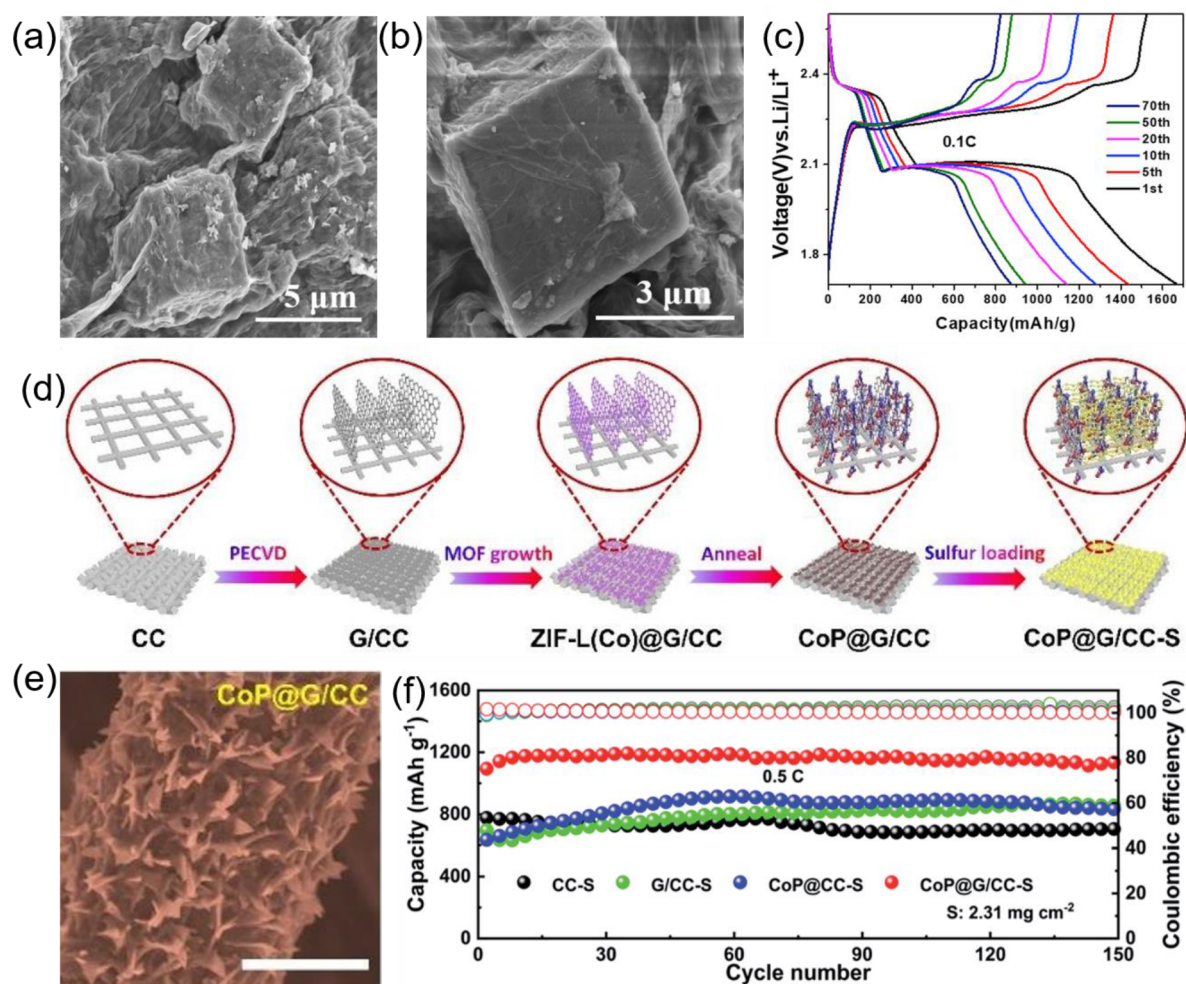 (a)
5 μm
(b)
3 μm
(c)
Voltage(V)vs.Li/Li⁺
2.4
2.1
1.8
0.1C
70th
50th
20th
10th
5th
1st
0 200 400 600 800 1000 1200 1400 1600
Capacity(mAh/g)
(d)
PECVD
MOF growth
Anneal
Sulfur loading
CC
G/CC
ZIF-L(Co)@G/CC
CoP@G/CC
CoP@G/CC-S
(e)
CoP@G/CC
(f)
Capacity (mAh g⁻¹)
1600
1200
800
400
0
0.5 C
CC-S
G/CC-S
CoP@CC-S
CoP@G/CC-S
S: 2.31 mg cm⁻²
0 30 60 90 120 150
Cycle number
100
80
60
40
20
0
Coulombic efficiency (%)